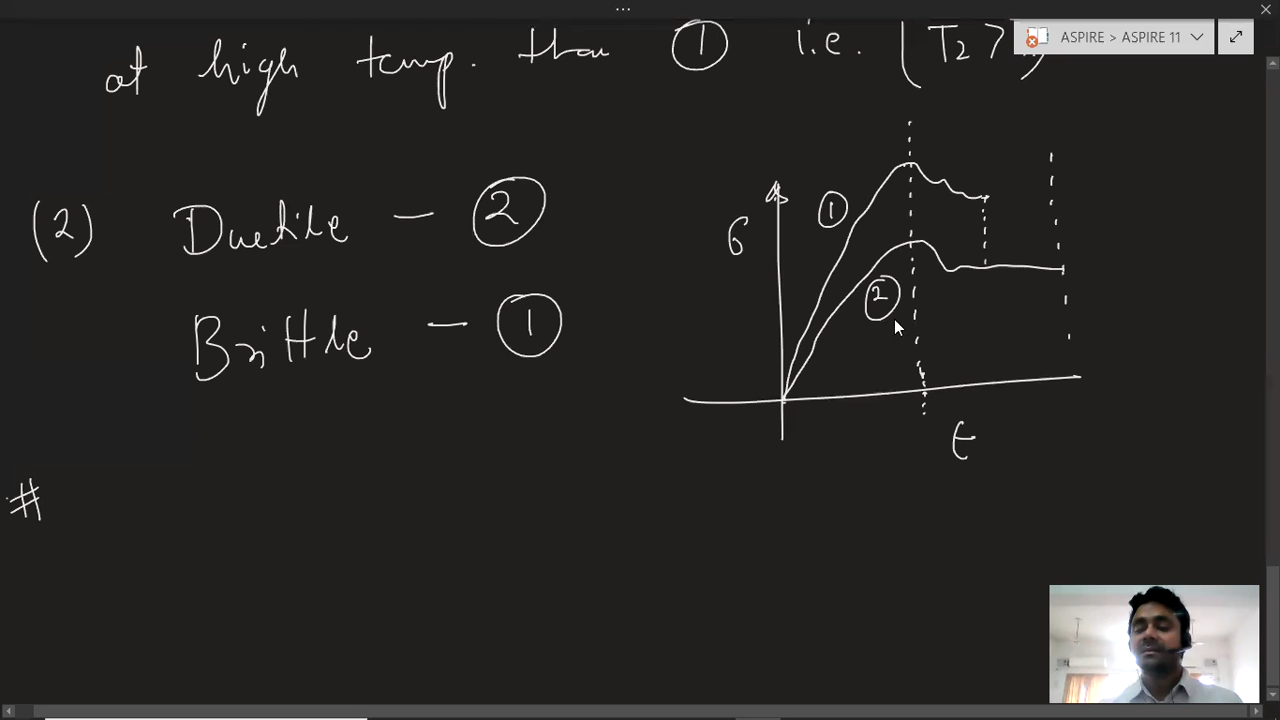 at high temp. than ① i.e. (T₂ >
ASPIRE > ASPIRE 11
(2) Ductile – ②
Brittle – ①
①
σ
②
ε
#